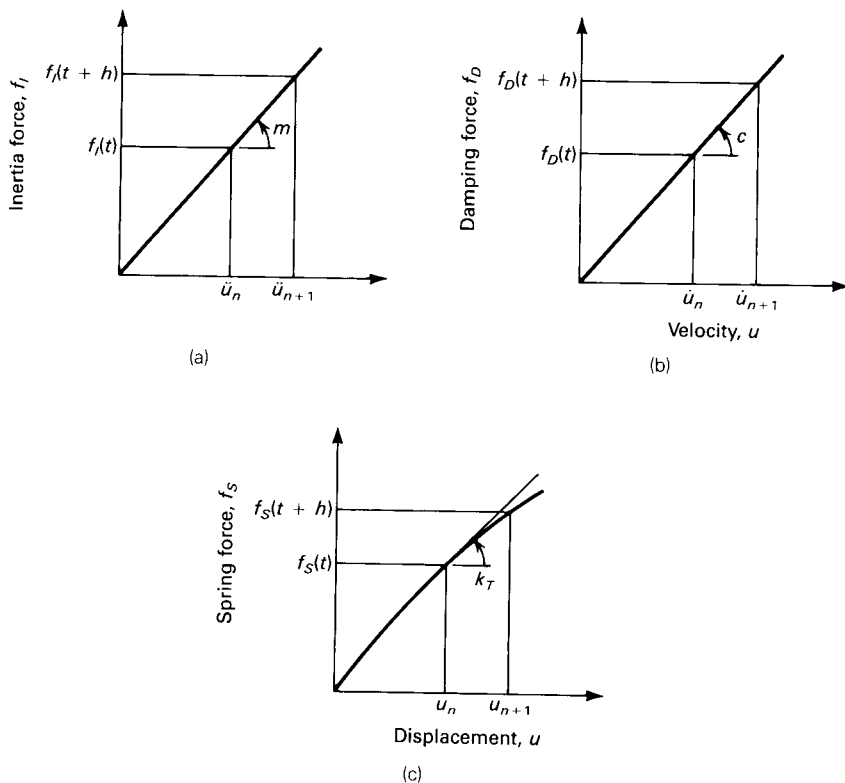 Inertia force, f_I
f_I(t + h)
f_I(t)
m
ü_n
ü_{n+1}
(a)
Damping force, f_D
f_D(t + h)
f_D(t)
c
u̇_n
u̇_{n+1}
Velocity, u
(b)
Spring force, f_S
f_S(t + h)
f_S(t)
k_T
u_n
u_{n+1}
Displacement, u
(c)